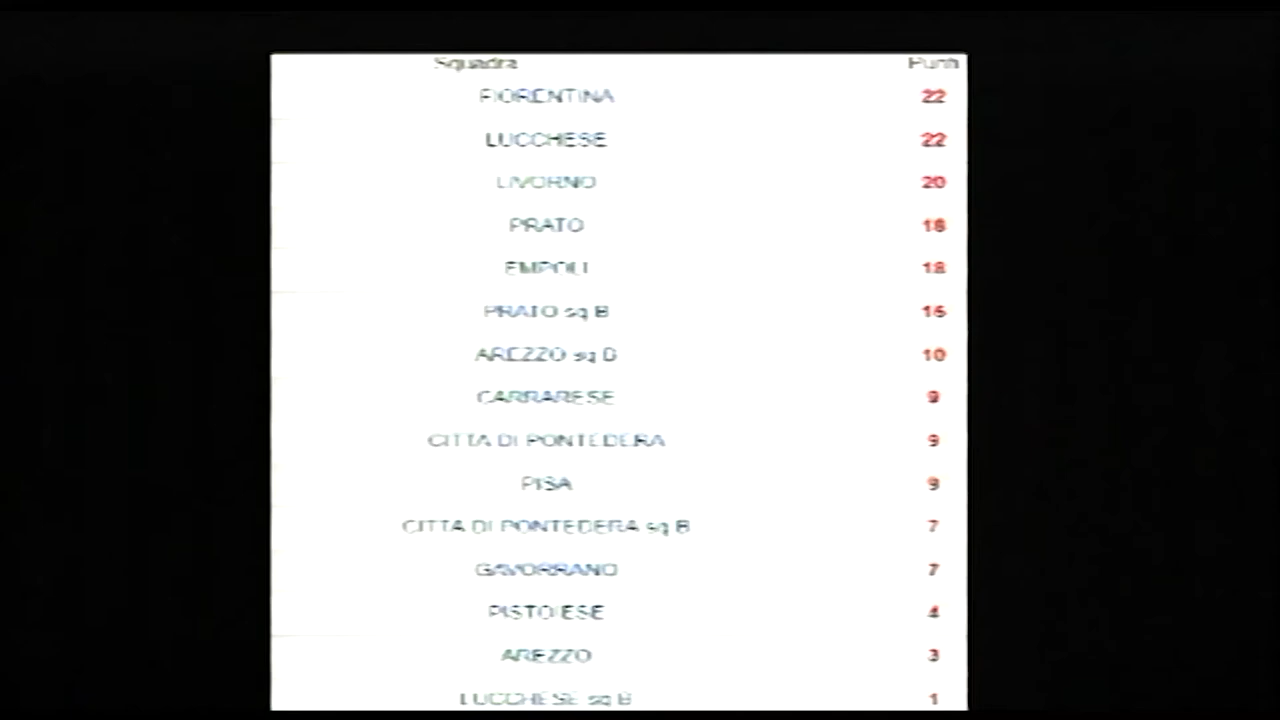 Squadra Punti
FIORENTINA 22
LUCCHESE 22
LIVORNO 20
PRATO 18
EMPOLI 18
PRATO sq B
AREZZO sq B 10
CARRARESE 9
CITTA DI PONTEDERA 9
PISA 9
CITTA DI PONTEDERA sq B 7
GAVORRANO 7
PISTOIESE 4
AREZZO 3
LUCCHESE sq B 1